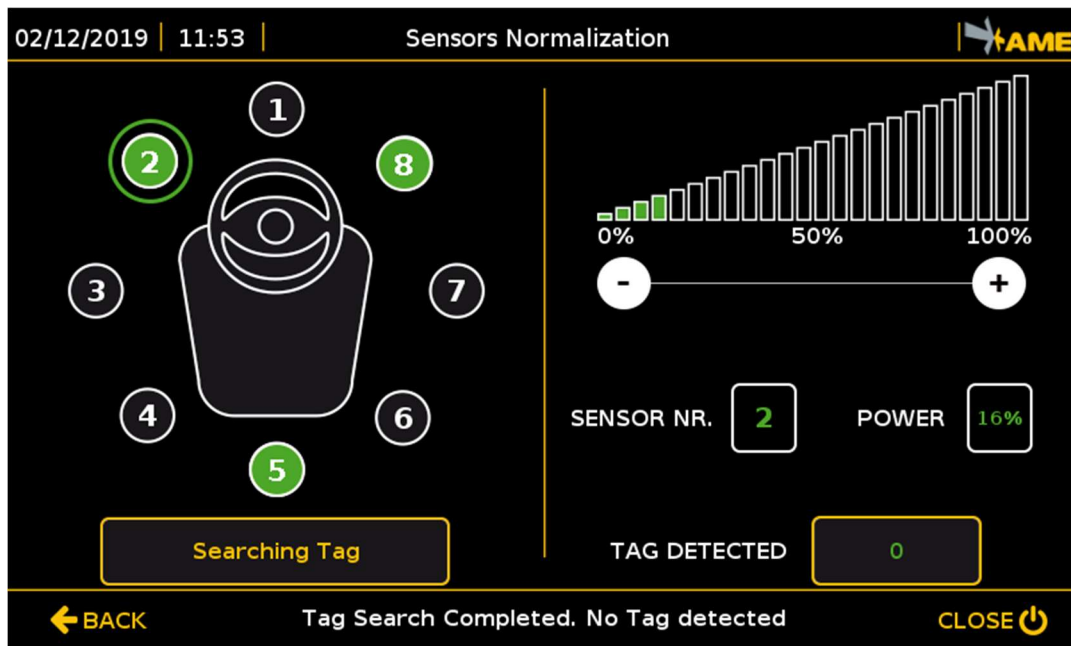 02/12/2019 11:53 Sensors Normalization AME
1
2 8
3 7
4 6
5
Searching Tag
0% 50% 100%
- +
SENSOR NR. 2 POWER 16%
TAG DETECTED 0
BACK Tag Search Completed. No Tag detected CLOSE